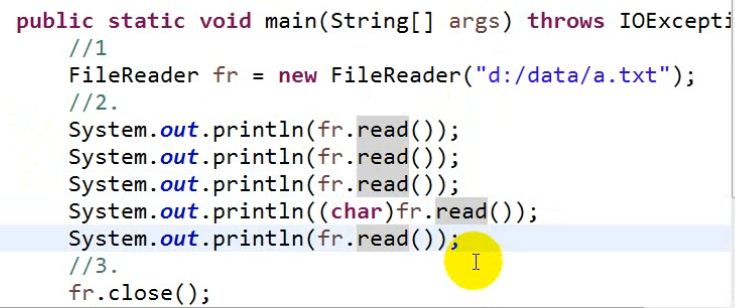 public static void main(String[] args) throws IOExcepti
//1
FileReader fr = new FileReader("d:/data/a.txt");
//2.
System.out.println(fr.read());
System.out.println(fr.read());
System.out.println(fr.read());
System.out.println((char)fr.read());
System.out.println(fr.read());
//3.
fr.close();